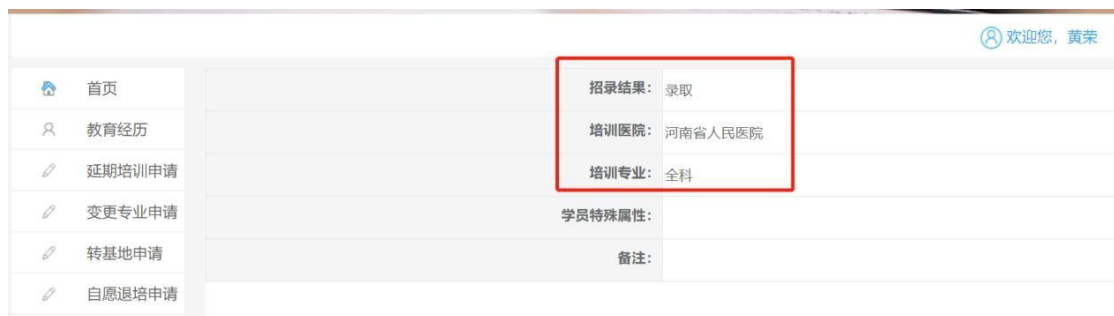 欢迎您，黄荣
首页
教育经历
延期培训申请
变更专业申请
转基地申请
自愿退培申请
招录结果： 录取
培训医院： 河南省人民医院
培训专业： 全科
学员特殊属性：
备注：